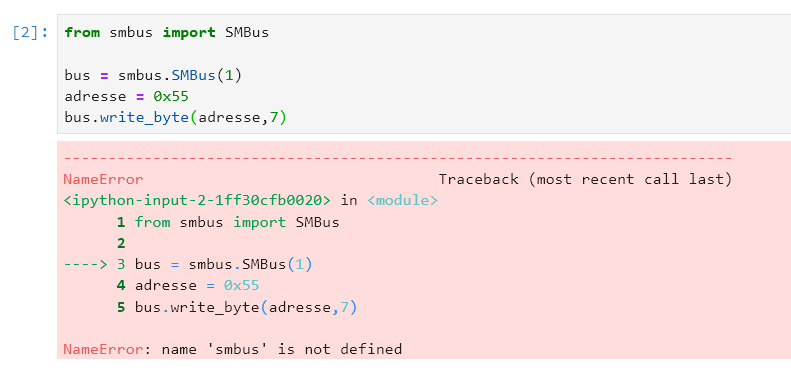 [2]: from smbus import SMBus
bus = smbus.SMBus(1)
adresse = 0x55
bus.write_byte(adresse,7)
---------------------------------------------------------------------------
NameError                                 Traceback (most recent call last)
<ipython-input-2-1ff30cfb0020> in <module>
      1 from smbus import SMBus
      2
----> 3 bus = smbus.SMBus(1)
      4 adresse = 0x55
      5 bus.write_byte(adresse,7)
NameError: name 'smbus' is not defined